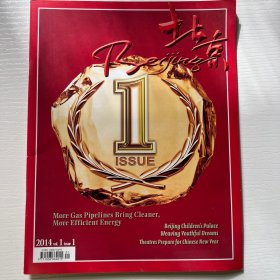 北京
Beijing
1
ISSUE
More Gas Pipelines Bring Cleaner,
More Efficient Energy
Beijing Children's Palace
Weaving Youthful Dreams
Theatres Prepare for Chinese New Year
2014 vol. 1 issue 1